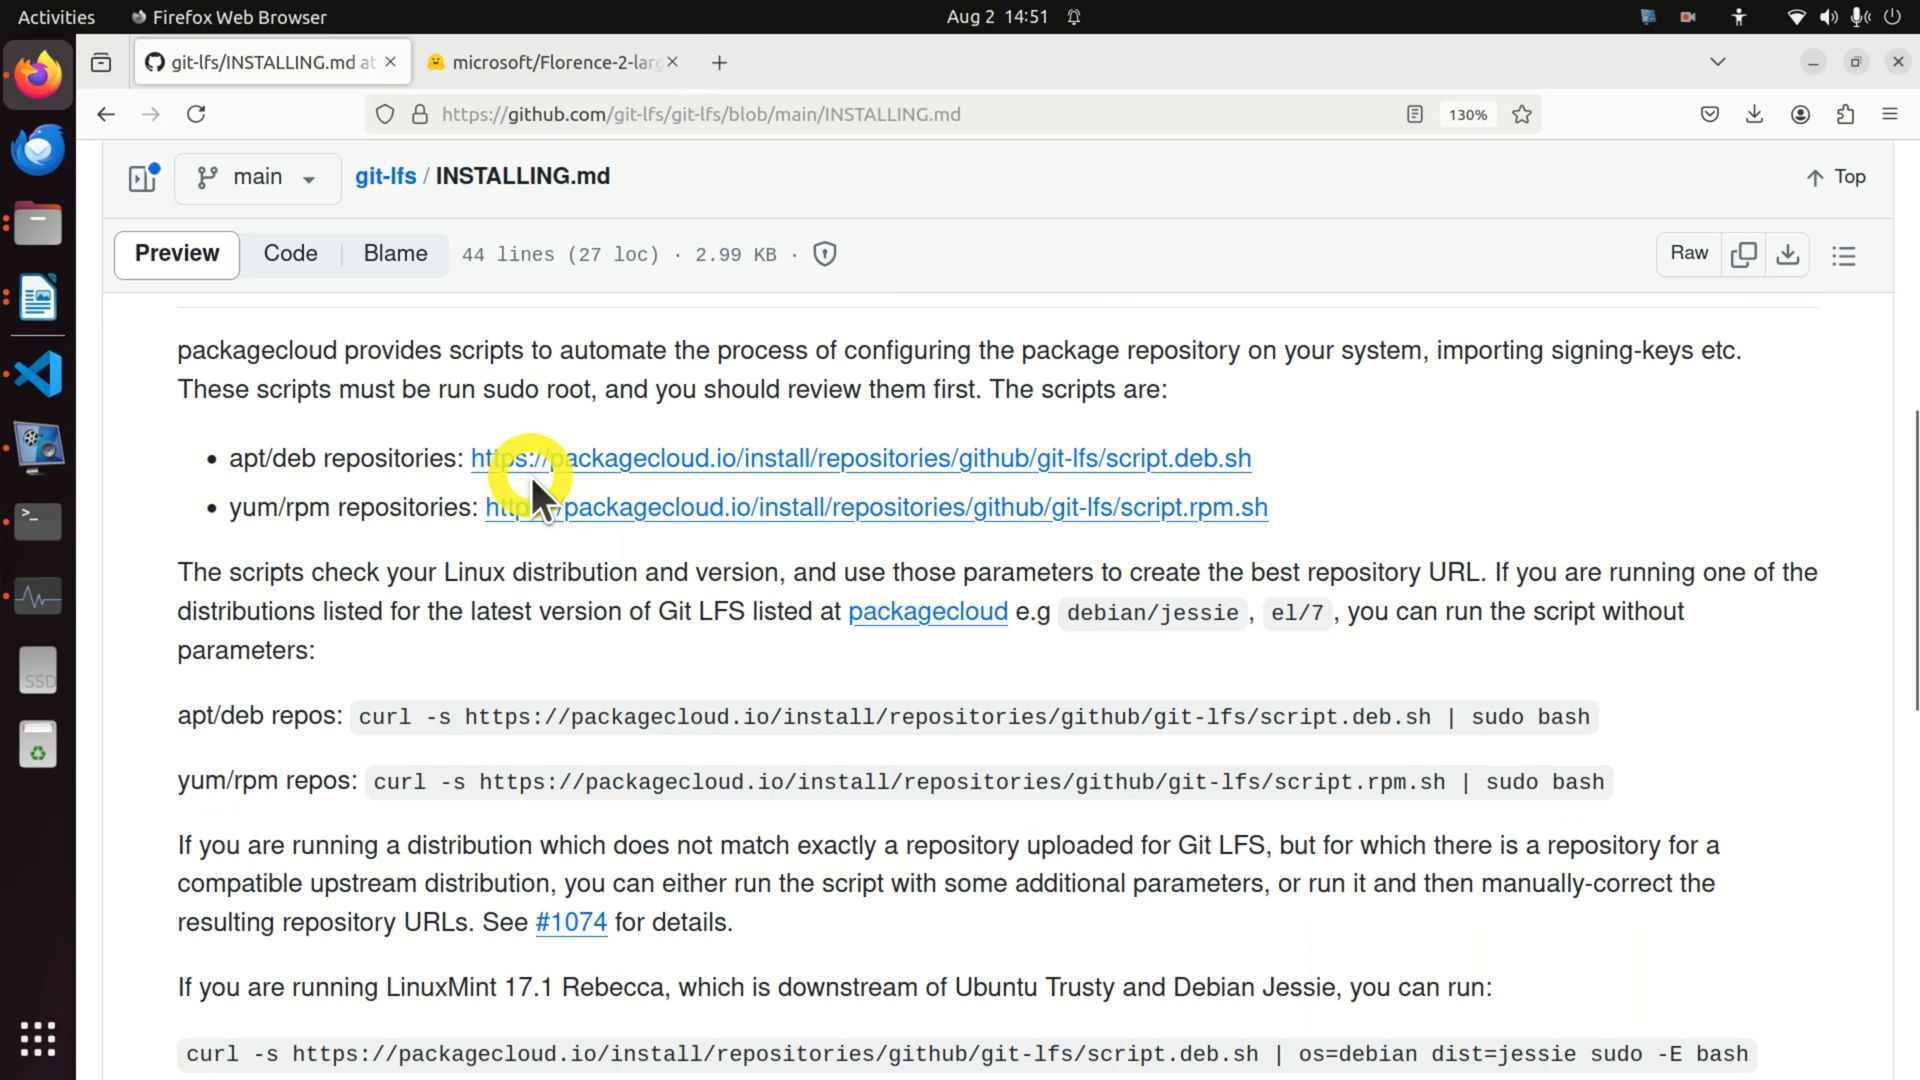 Activities
Firefox Web Browser
Aug 2 14:51
git-lfs/INSTALLING.md at
microsoft/Florence-2-larg
https://github.com/git-lfs/git-lfs/blob/main/INSTALLING.md
130%
main
git-lfs / INSTALLING.md
Top
Preview
Code
Blame
44 lines (27 loc) · 2.99 KB ·
Raw
packagecloud provides scripts to automate the process of configuring the package repository on your system, importing signing-keys etc.
These scripts must be run sudo root, and you should review them first. The scripts are:
• apt/deb repositories: https://packagecloud.io/install/repositories/github/git-lfs/script.deb.sh
• yum/rpm repositories: https://packagecloud.io/install/repositories/github/git-lfs/script.rpm.sh
The scripts check your Linux distribution and version, and use those parameters to create the best repository URL. If you are running one of the
distributions listed for the latest version of Git LFS listed at packagecloud e.g debian/jessie, el/7, you can run the script without
parameters:
apt/deb repos: curl -s https://packagecloud.io/install/repositories/github/git-lfs/script.deb.sh | sudo bash
yum/rpm repos: curl -s https://packagecloud.io/install/repositories/github/git-lfs/script.rpm.sh | sudo bash
If you are running a distribution which does not match exactly a repository uploaded for Git LFS, but for which there is a repository for a
compatible upstream distribution, you can either run the script with some additional parameters, or run it and then manually-correct the
resulting repository URLs. See #1074 for details.
If you are running LinuxMint 17.1 Rebecca, which is downstream of Ubuntu Trusty and Debian Jessie, you can run:
curl -s https://packagecloud.io/install/repositories/github/git-lfs/script.deb.sh | os=debian dist=jessie sudo -E bash
SSD